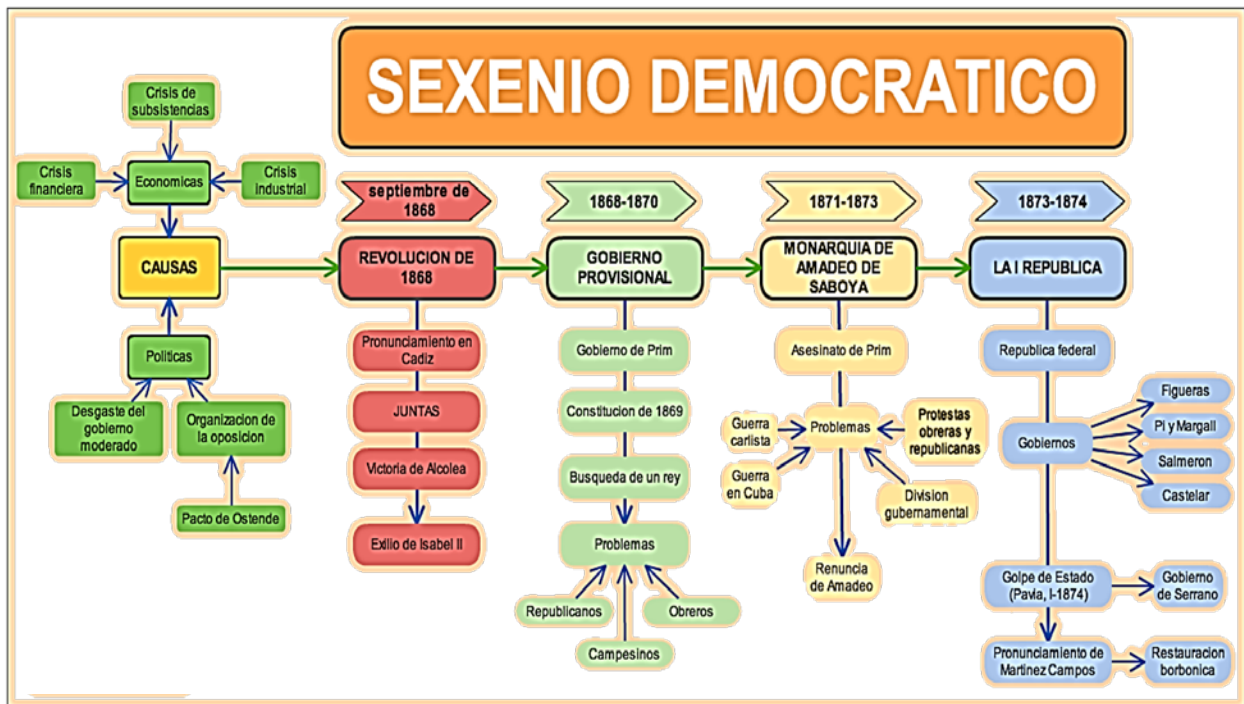 SEXENIO DEMOCRATICO
Crisis de
subsistencias
Crisis
financiera
Economicas
Crisis
industrial
CAUSAS
Politicas
Desgaste del
gobierno
moderado
Organizacion de
la oposicion
Pacto de Ostende
septiembre de
1868
REVOLUCION DE
1868
Pronunciamiento en
Cadiz
JUNTAS
Victoria de Alcolea
Exilio de Isabel II
1868-1870
GOBIERNO
PROVISIONAL
Gobierno de Prim
Constitucion de 1869
Busqueda de un rey
Problemas
Republicanos
Campesinos
Obreros
1871-1873
MONARQUIA DE
AMADEO DE
SABOYA
Asesinato de Prim
Guerra
carlista
Problemas
Protestas
obreras y
republicanas
Guerra
en Cuba
Division
gubernamental
Renuncia
de Amadeo
1873-1874
LA I REPUBLICA
Republica federal
Gobiernos
Figueras
Pi y Margall
Salmeron
Castelar
Golpe de Estado
(Pavia, I-1874)
Gobierno
de Serrano
Pronunciamiento de
Martinez Campos
Restauracion
borbonica